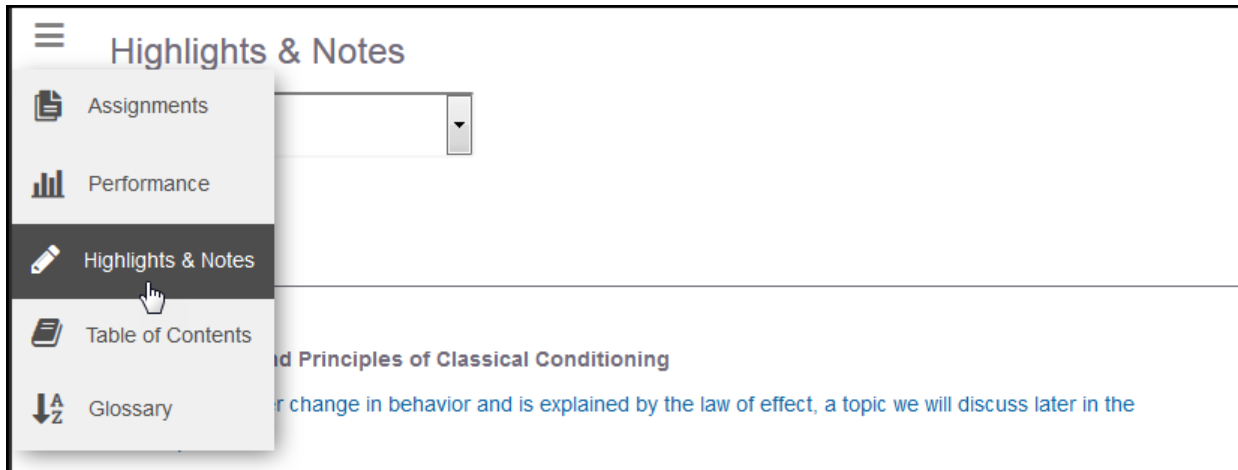 Highlights & Notes
Assignments
Performance
Highlights & Notes
Table of Contents
Glossary
Principles of Classical Conditioning
change in behavior and is explained by the law of effect, a topic we will discuss later in the